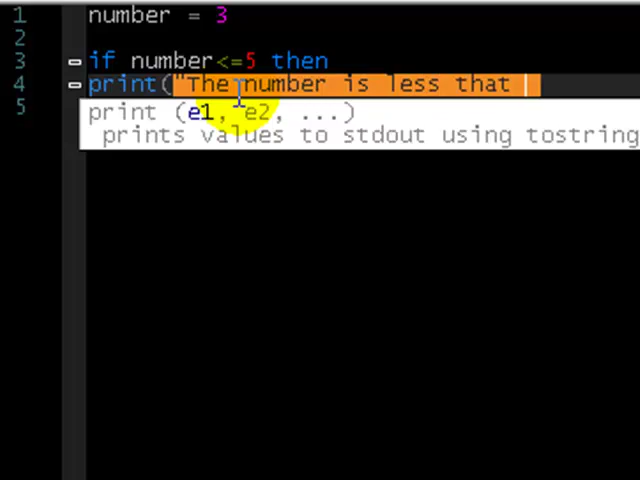 1 number = 3
2
3 if number<=5 then
4 print("The number is less that
5
print (e1, e2, ...)
prints values to stdout using tostring